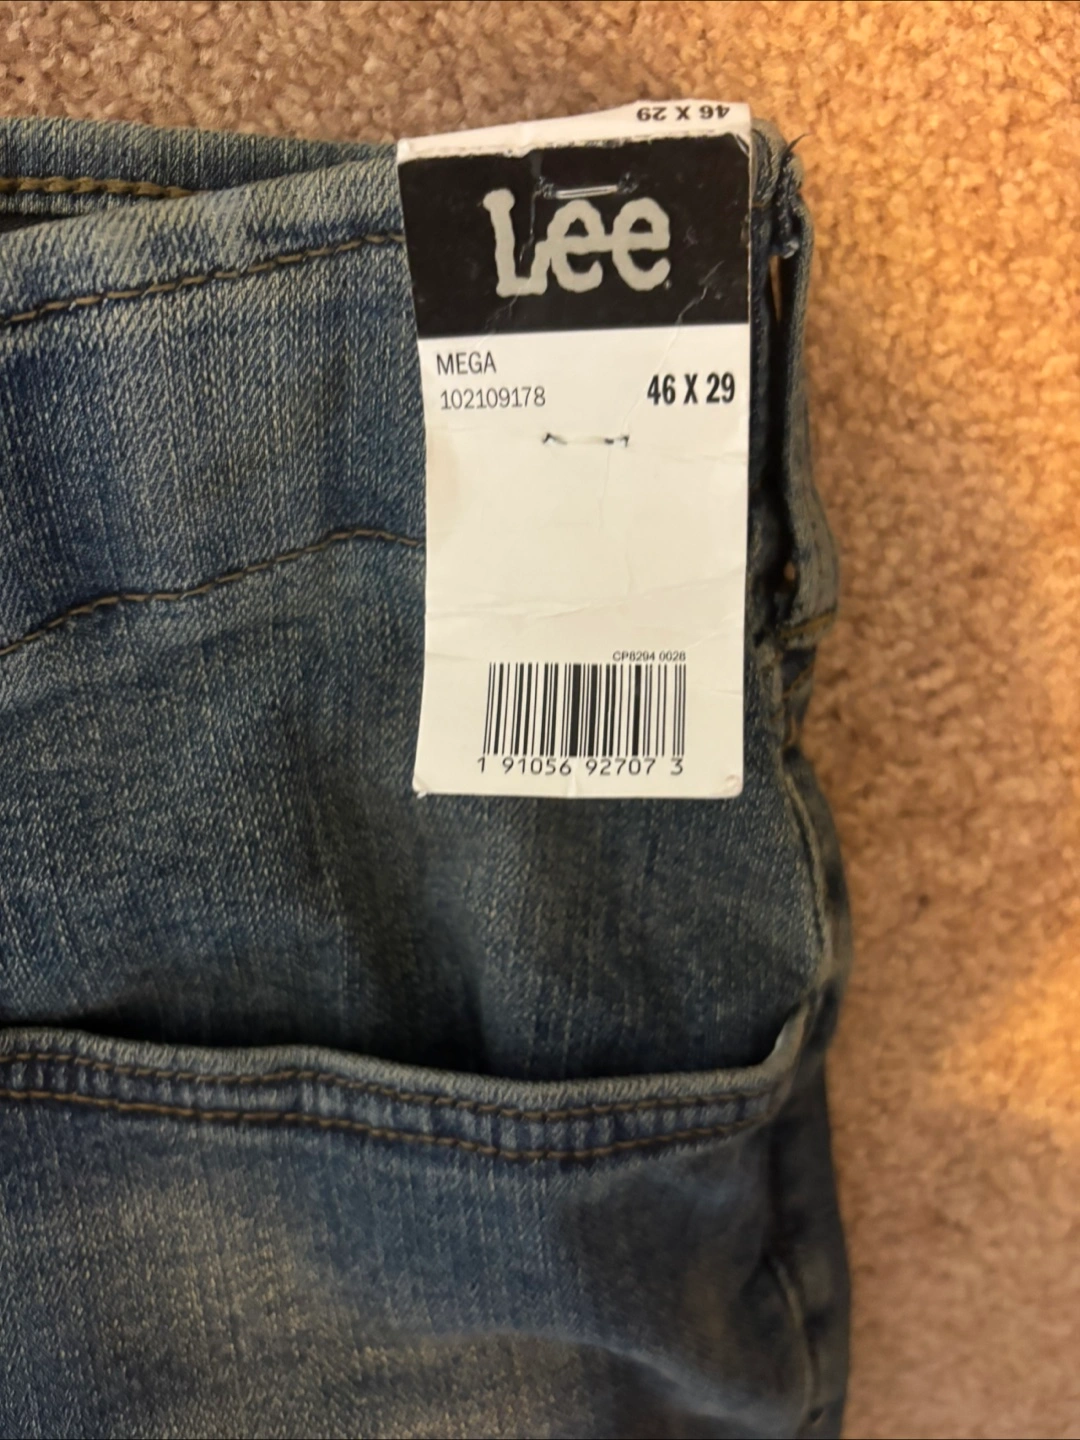 46 X 29
Lee
MEGA
102109178 46 X 29
CP8294 0028
1 91056 92707 3